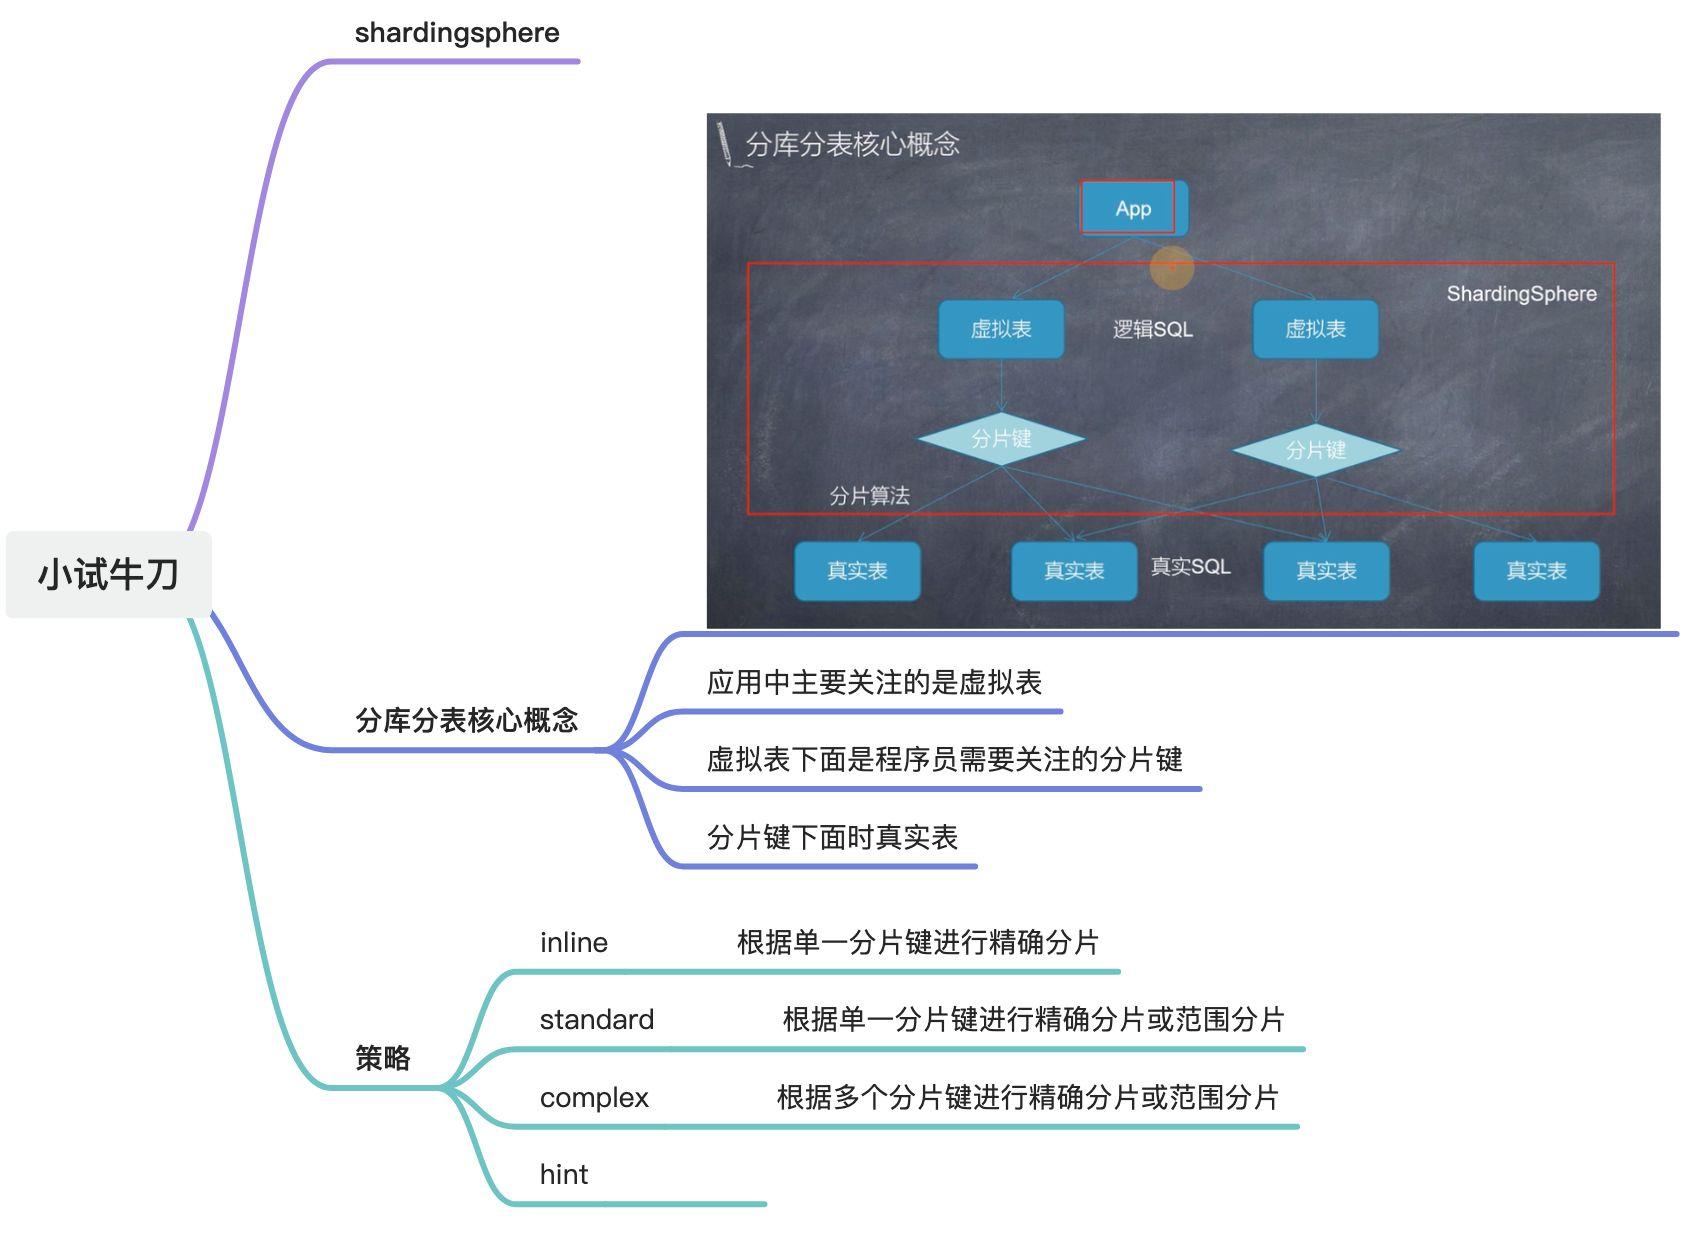 shardingsphere
分库分表核心概念
App
ShardingSphere
虚拟表 逻辑SQL 虚拟表
分片键 分片键
分片算法
真实表 真实表 真实SQL 真实表 真实表
小试牛刀
分库分表核心概念
应用中主要关注的是虚拟表
虚拟表下面是程序员需要关注的分片键
分片键下面时真实表
策略
inline 根据单一分片键进行精确分片
standard 根据单一分片键进行精确分片或范围分片
complex 根据多个分片键进行精确分片或范围分片
hint